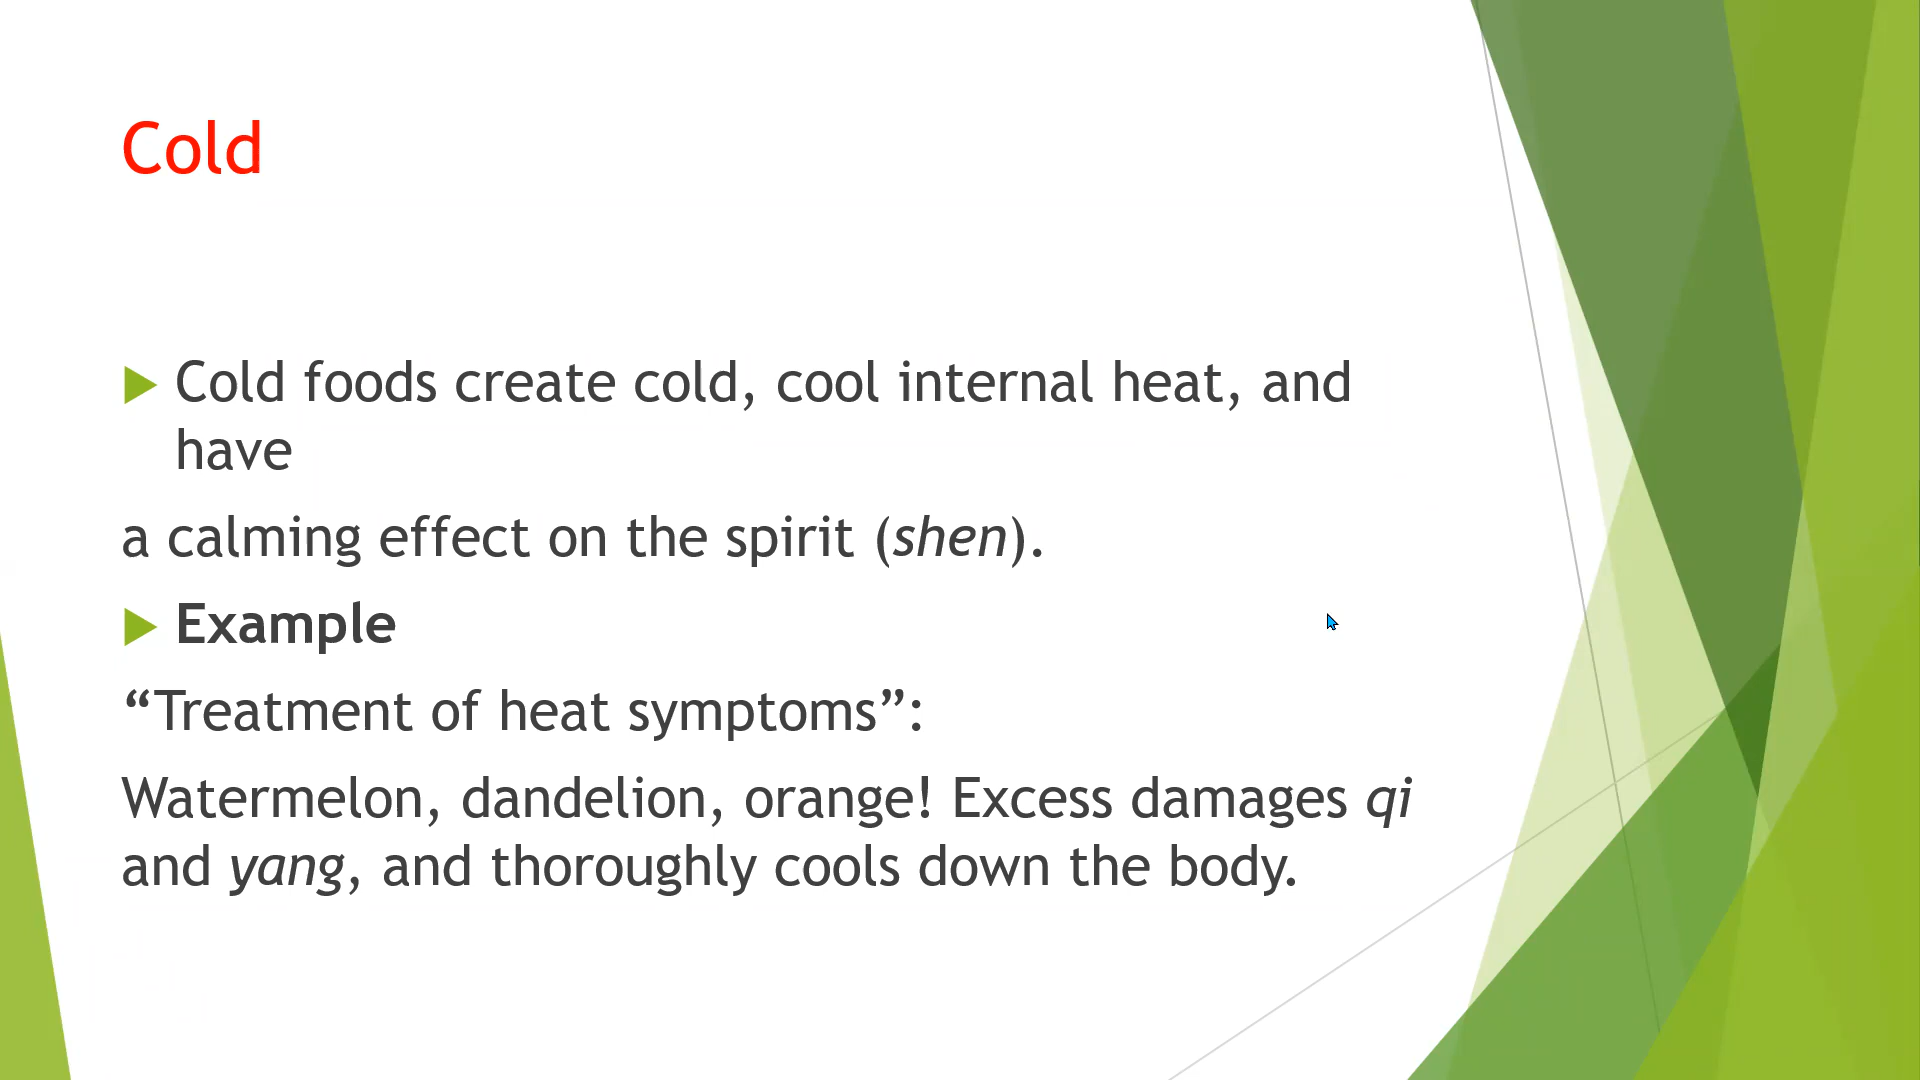 Cold
Cold foods create cold, cool internal heat, and
have
a calming effect on the spirit (shen).
Example
“Treatment of heat symptoms”:
Watermelon, dandelion, orange! Excess damages qi
and yang, and thoroughly cools down the body.